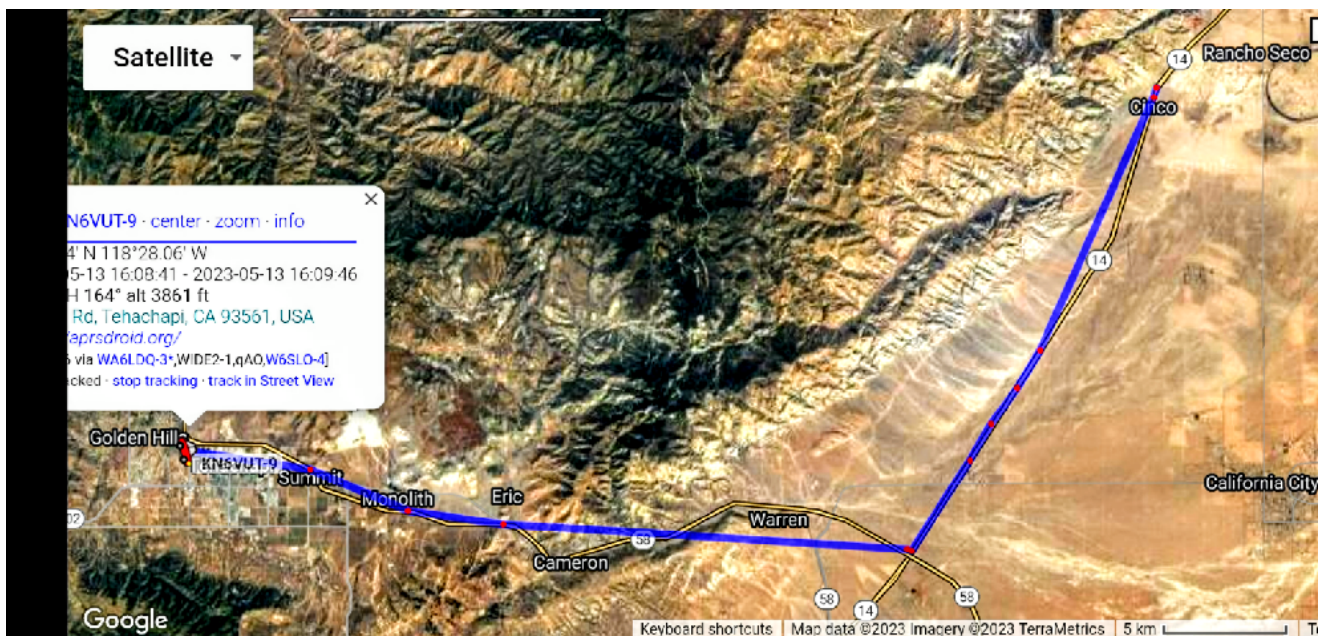 Satellite
14
Rancho Seco
Cinco
N6VUT-9 · center · zoom · info
4' N 118°28.06' W
05-13 16:08:41 - 2023-05-13 16:09:46
H 164° alt 3861 ft
Rd, Tehachapi, CA 93561, USA
/aprsdroid.org/
via WA6LDQ-3*,WIDE2-1,qAO,W6SLO-4]
acked · stop tracking · track in Street View
14
Golden Hill
KN6VUT-9
Summit
Monolith
Eric
California City
02
Warren
58
Cameron
58
14
58
Google
Keyboard shortcuts
Map data ©2023 Imagery ©2023 TerraMetrics
5 km